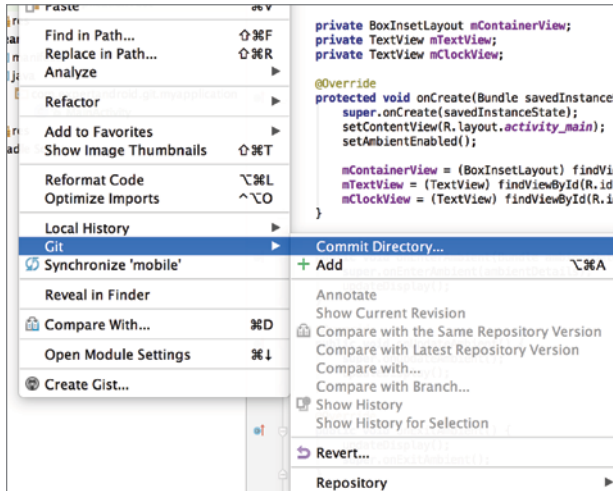 Paste ⌘V
Find in Path... ⇧⌘F
Replace in Path... ⇧⌘R
Analyze ▶
Refactor ▶
Add to Favorites ▶
Show Image Thumbnails ⇧⌘T
Reformat Code ⌥⌘L
Optimize Imports ^⌥O
Local History ▶
Git ▶
Synchronize 'mobile'
Reveal in Finder
Compare With... ⌘D
Open Module Settings ⌘↓
Create Gist...
private BoxInsetLayout mContainerView;
private TextView mTextView;
private TextView mClockView;
@Override
protected void onCreate(Bundle savedInstance
super.onCreate(savedInstanceState);
setContentView(R.layout.activity_main);
setAmbientEnabled();
mContainerView = (BoxInsetLayout) findVi
mTextView = (TextView) findViewById(R.id
mClockView = (TextView) findViewById(R.i
}
Commit Directory...
+ Add ⌥⌘A
Annotate
Show Current Revision
Compare with the Same Repository Version
Compare with Latest Repository Version
Compare with...
Compare with Branch...
Show History
Show History for Selection
Revert...
Repository ▶